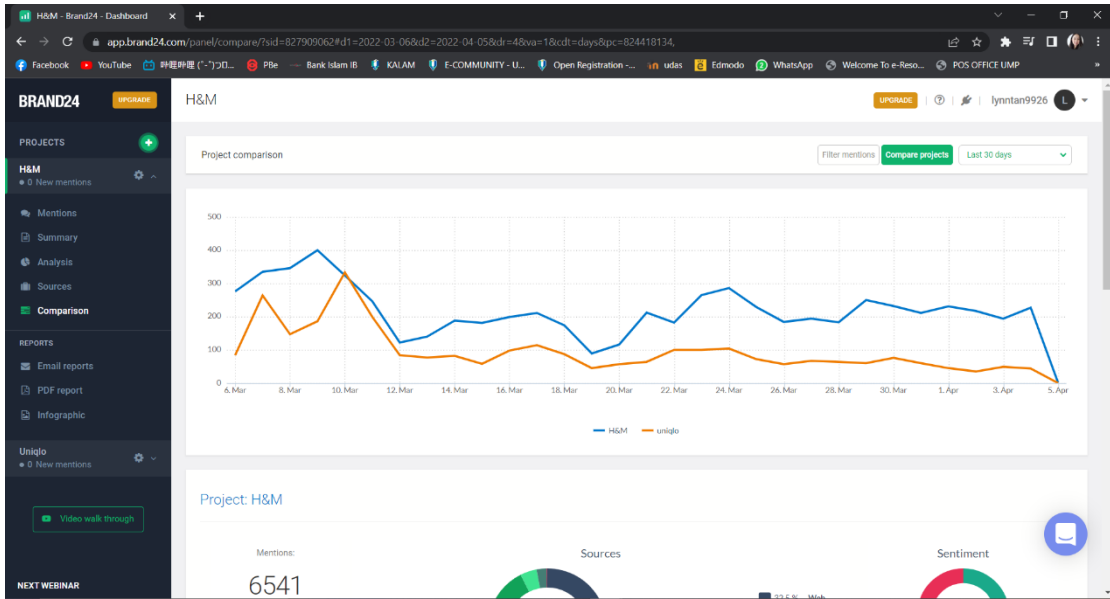 H&M - Brand24 - Dashboard
app.brand24.com/panel/compare/?sid=827909062#d1=2022-03-06&d2=2022-04-05&dr=4&va=1&cdt=days&pc=824418134,
Facebook YouTube PBe Bank Islam IB KALAM E-COMMUNITY - U... Open Registration -... udas Edmodo WhatsApp Welcome To e-Reso... POS OFFICE UMP
BRAND24 UPGRADE
H&M
UPGRADE lynntan9926 L
PROJECTS
H&M
0 New mentions
Mentions
Summary
Analysis
Sources
Comparison
REPORTS
Email reports
PDF report
Infographic
Uniqlo
0 New mentions
Video walk through
NEXT WEBINAR
Project comparison
Filter mentions Compare projects Last 30 days
500
400
300
200
100
0
6. Mar 8. Mar 10. Mar 12. Mar 14. Mar 16. Mar 18. Mar 20. Mar 22. Mar 24. Mar 26. Mar 28. Mar 30. Mar 1. Apr 3. Apr 5. Apr
H&M uniqlo
Project: H&M
Mentions: Sources Sentiment
6541
32.5 % Web